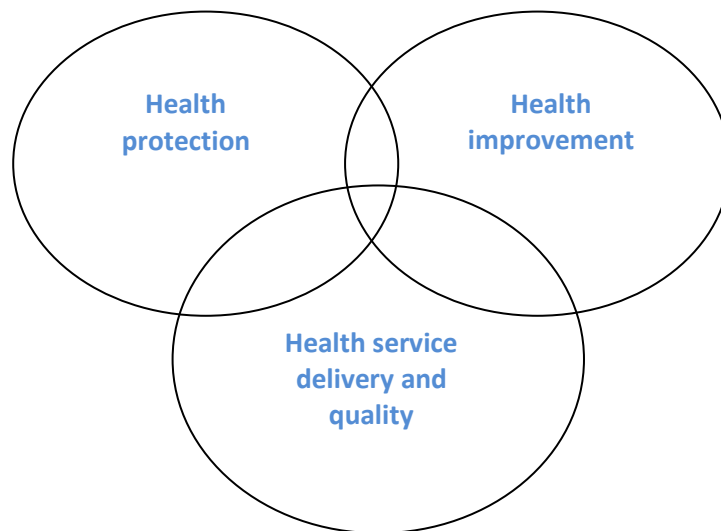 Health
protection
Health
improvement
Health service
delivery and
quality